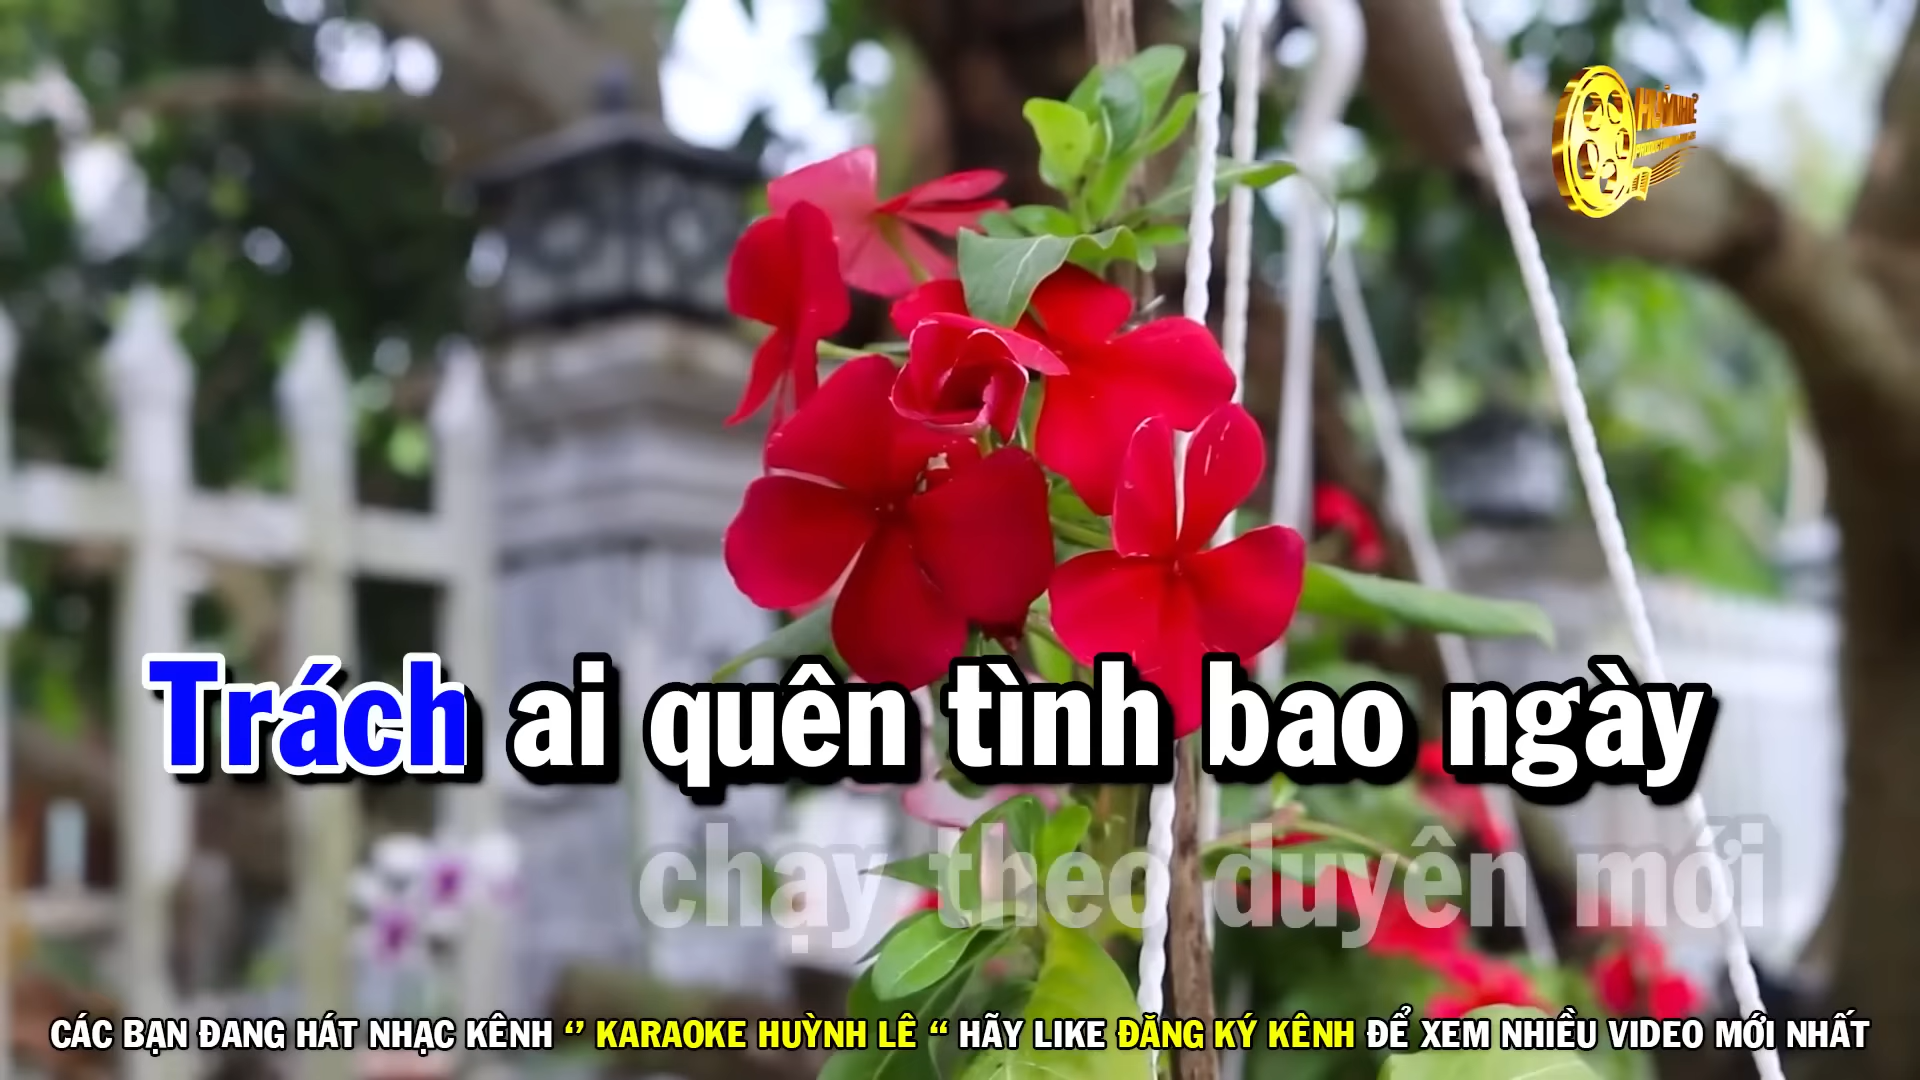 Trách ai quên tình bao ngày
chạy theo duyên mới
CÁC BẠN ĐANG HÁT NHẠC KÊNH ‘’ KARAOKE HUỲNH LÊ “ HÃY LIKE ĐĂNG KÝ KÊNH ĐỂ XEM NHIỀU VIDEO MỚI NHẤT